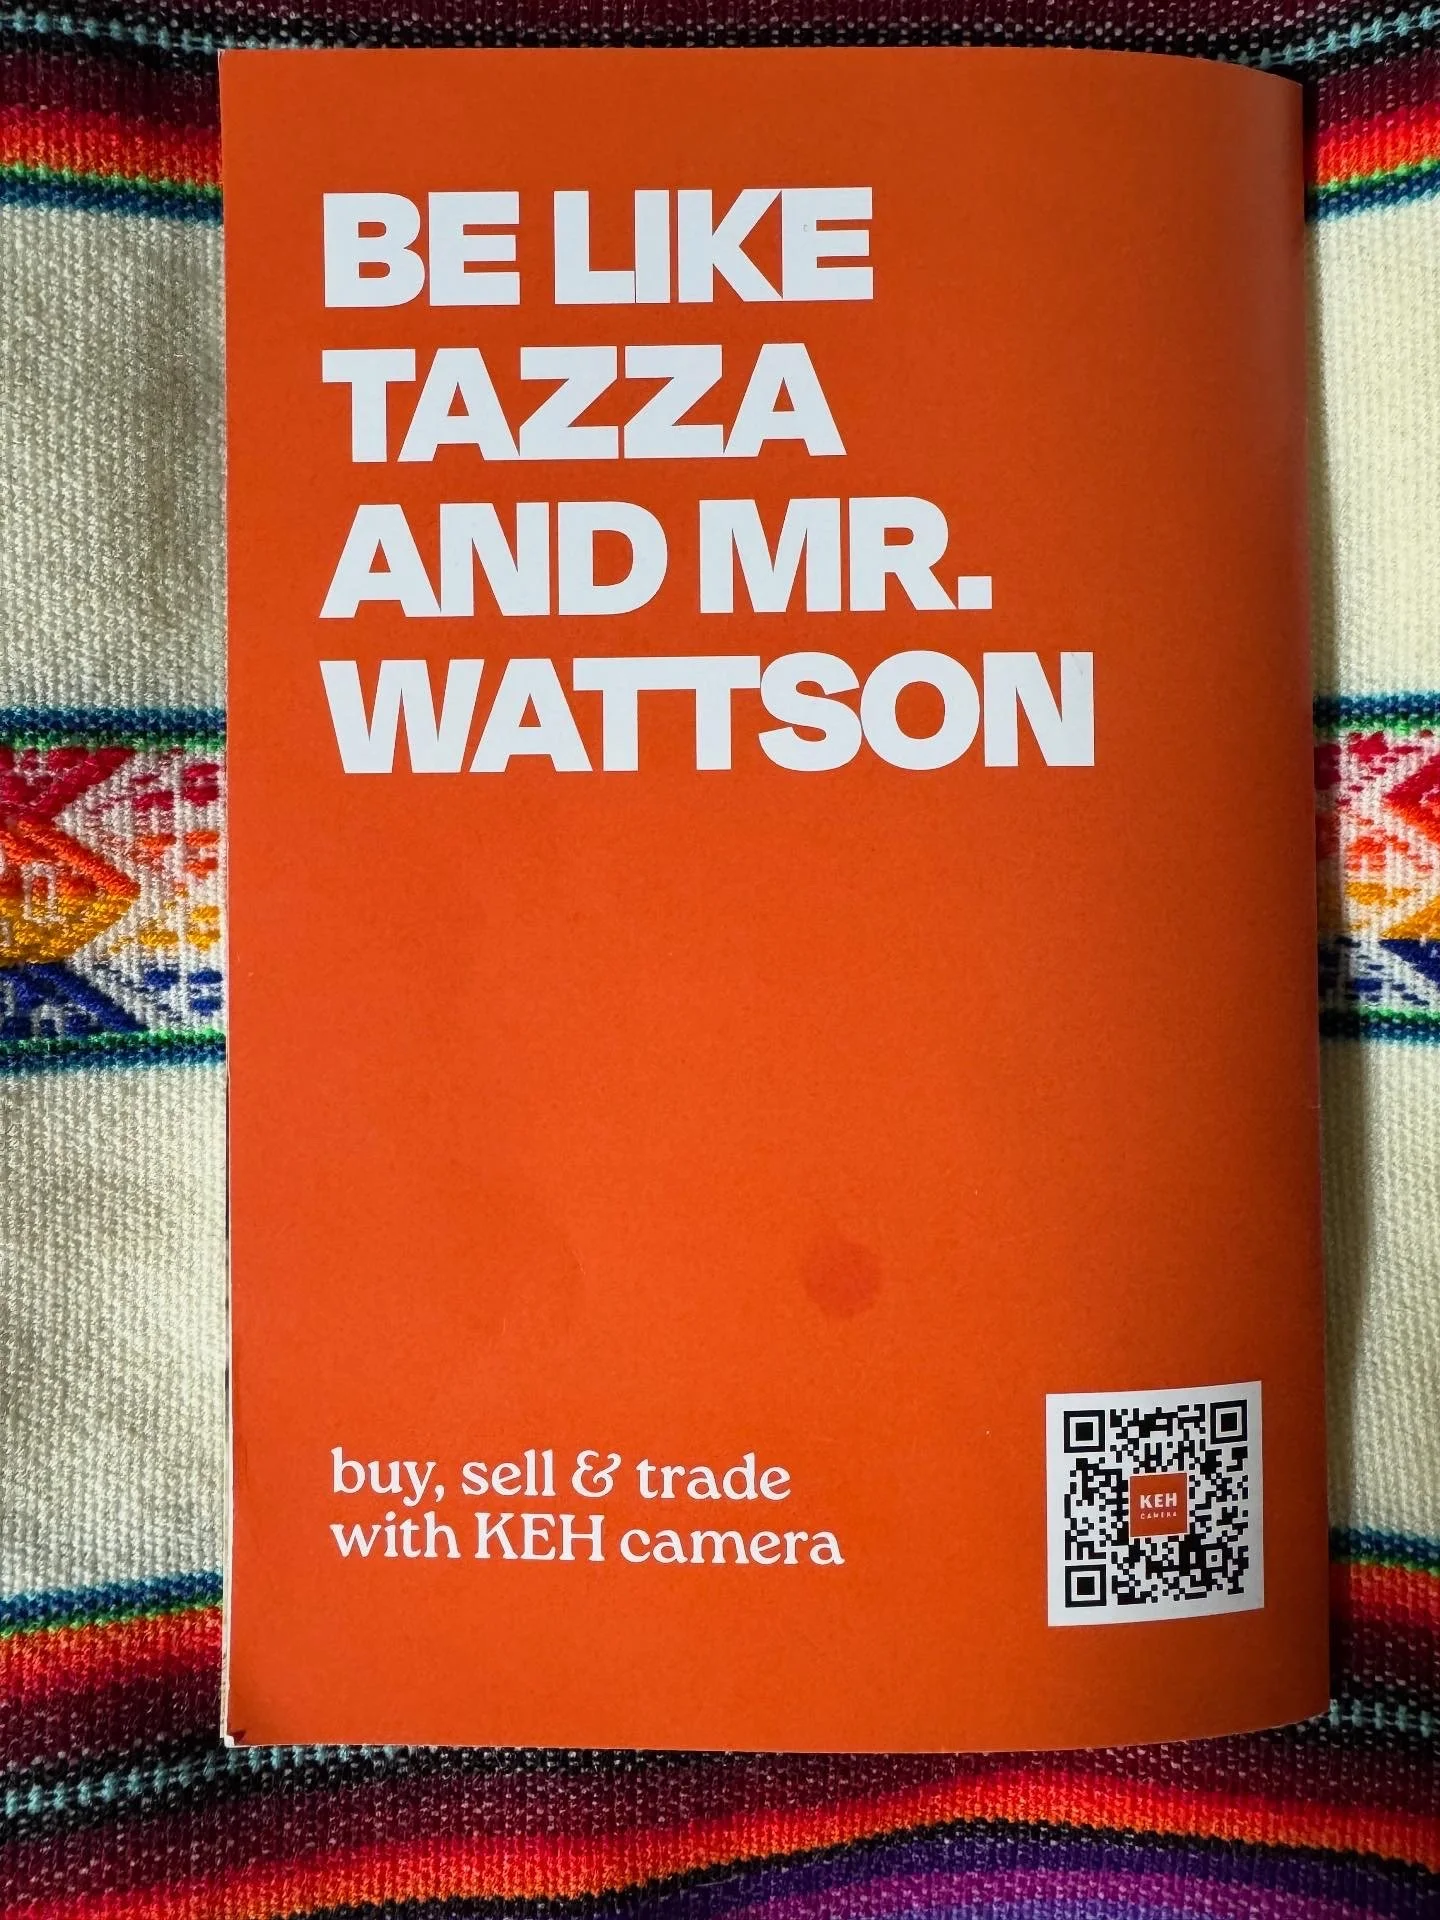 BE LIKE
TAZZA
AND MR.
WATTSON
buy, sell & trade
with KEH camera
KEH
CAMERA